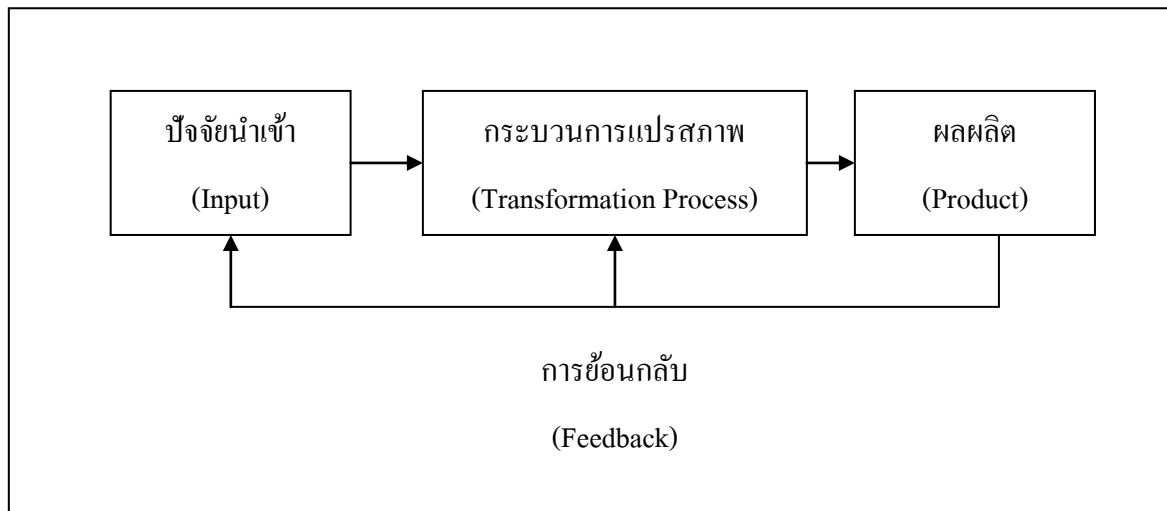 ปัจจัยนำเข้า
(Input)
กระบวนการแปรสภาพ
(Transformation Process)
ผลผลิต
(Product)
การย้อนกลับ
(Feedback)